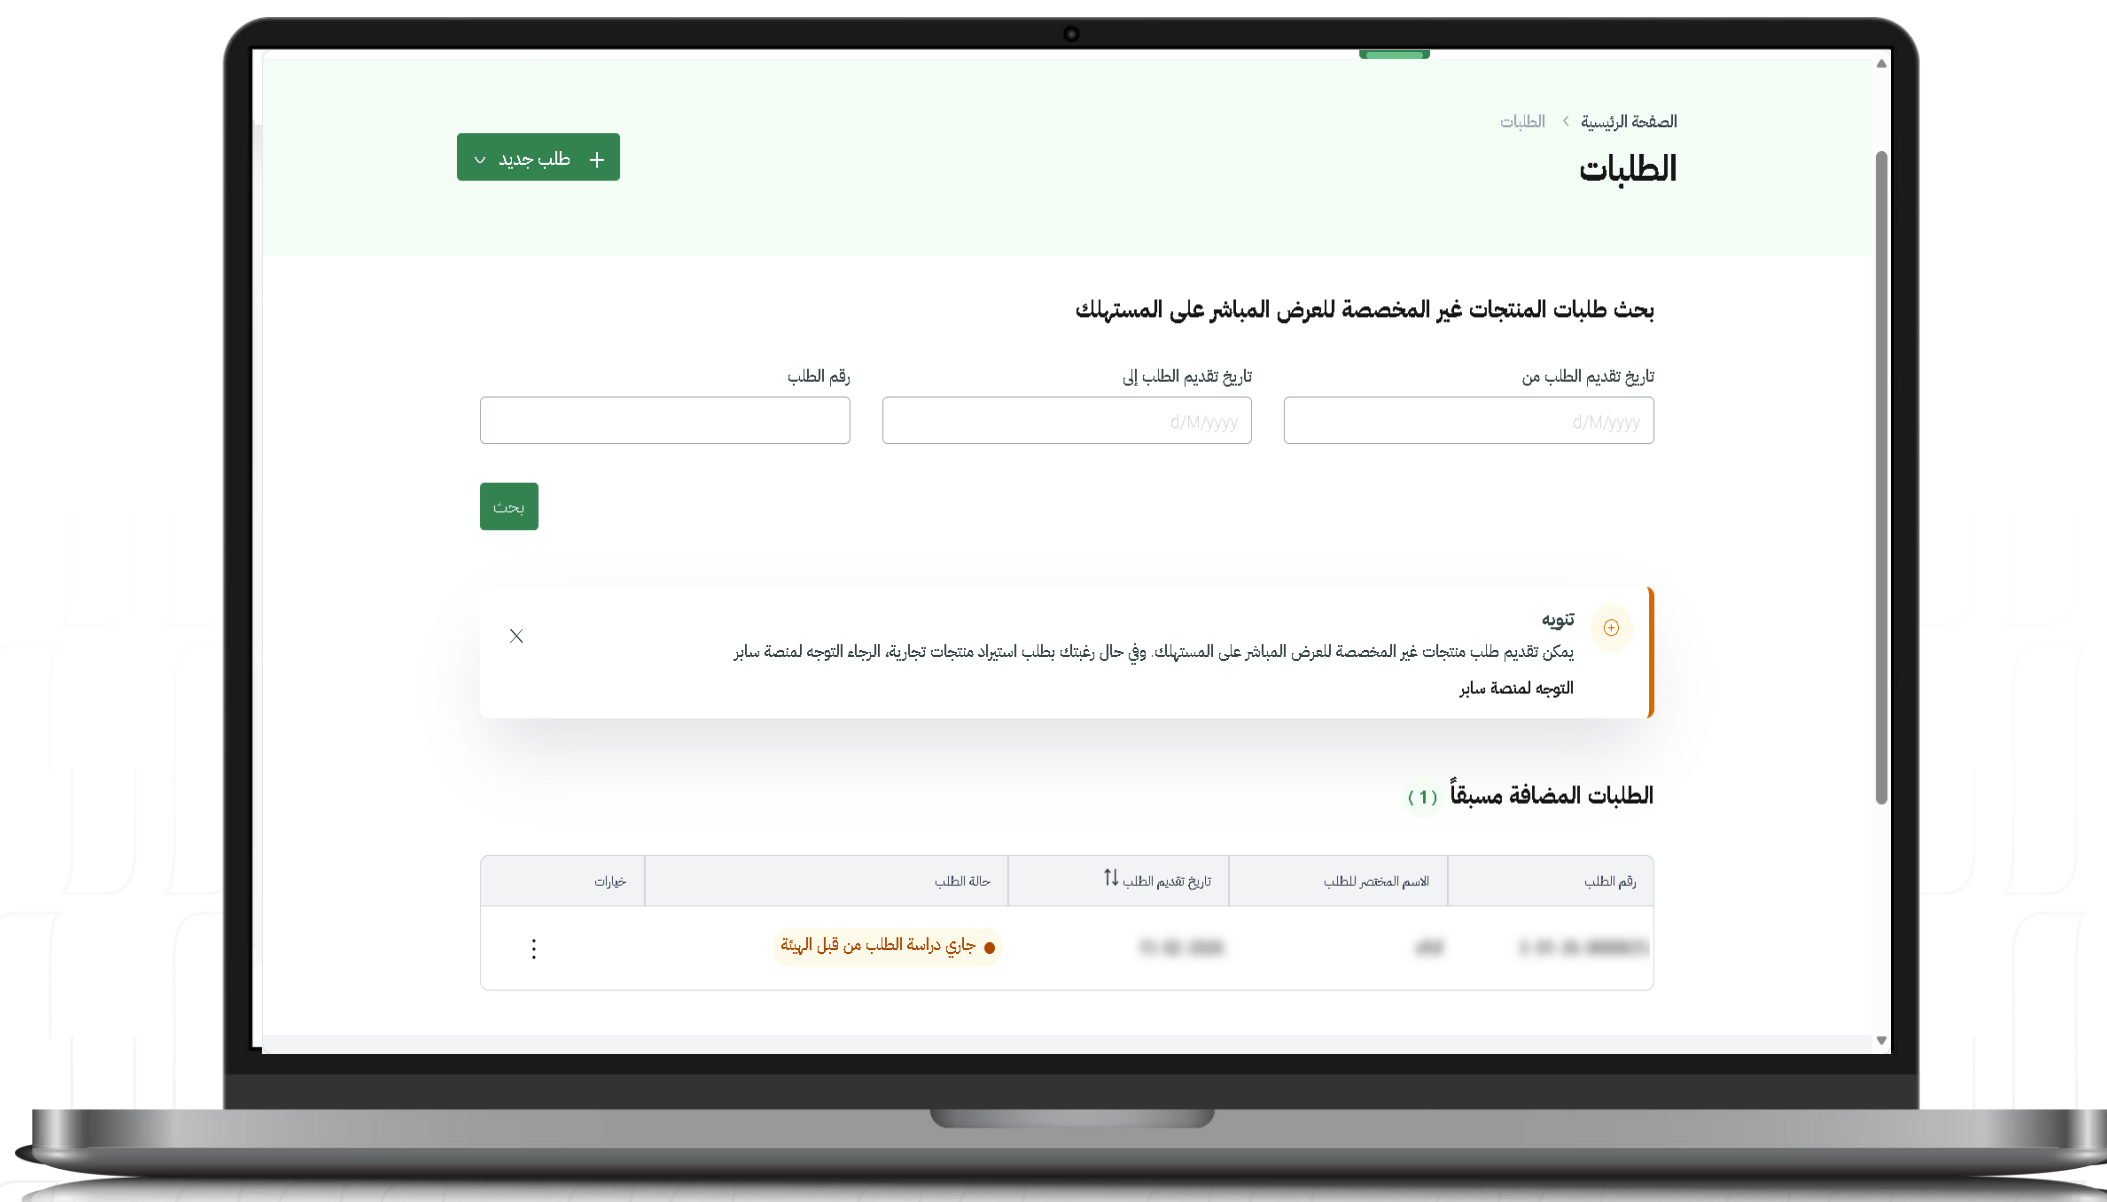 الصفحة الرئيسية > الطلبات
الطلبات
+ طلب جديد
بحث طلبات المنتجات غير المخصصة للعرض المباشر على المستهلك
تاريخ تقديم الطلب من
تاريخ تقديم الطلب إلى
رقم الطلب
d/M/yyyy
d/M/yyyy
بحث
تنويه
يمكن تقديم طلب منتجات غير المخصصة للعرض المباشر على المستهلك. وفي حال رغبتك بطلب استيراد منتجات تجارية، الرجاء التوجه لمنصة سابر
التوجه لمنصة سابر
الطلبات المضافة مسبقاً (1)
رقم الطلب
الاسم المختصر للطلب
تاريخ تقديم الطلب
حالة الطلب
خيارات
جاري دراسة الطلب من قبل الهيئة